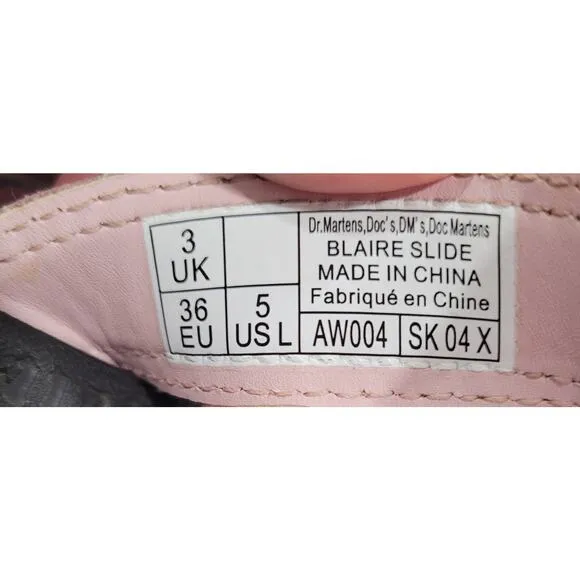 3
UK
36
EU
5
US L
Dr.Martens,Doc's,DM's,Doc Martens
BLAIRE SLIDE
MADE IN CHINA
Fabriqué en Chine
AW004
SK 04 X